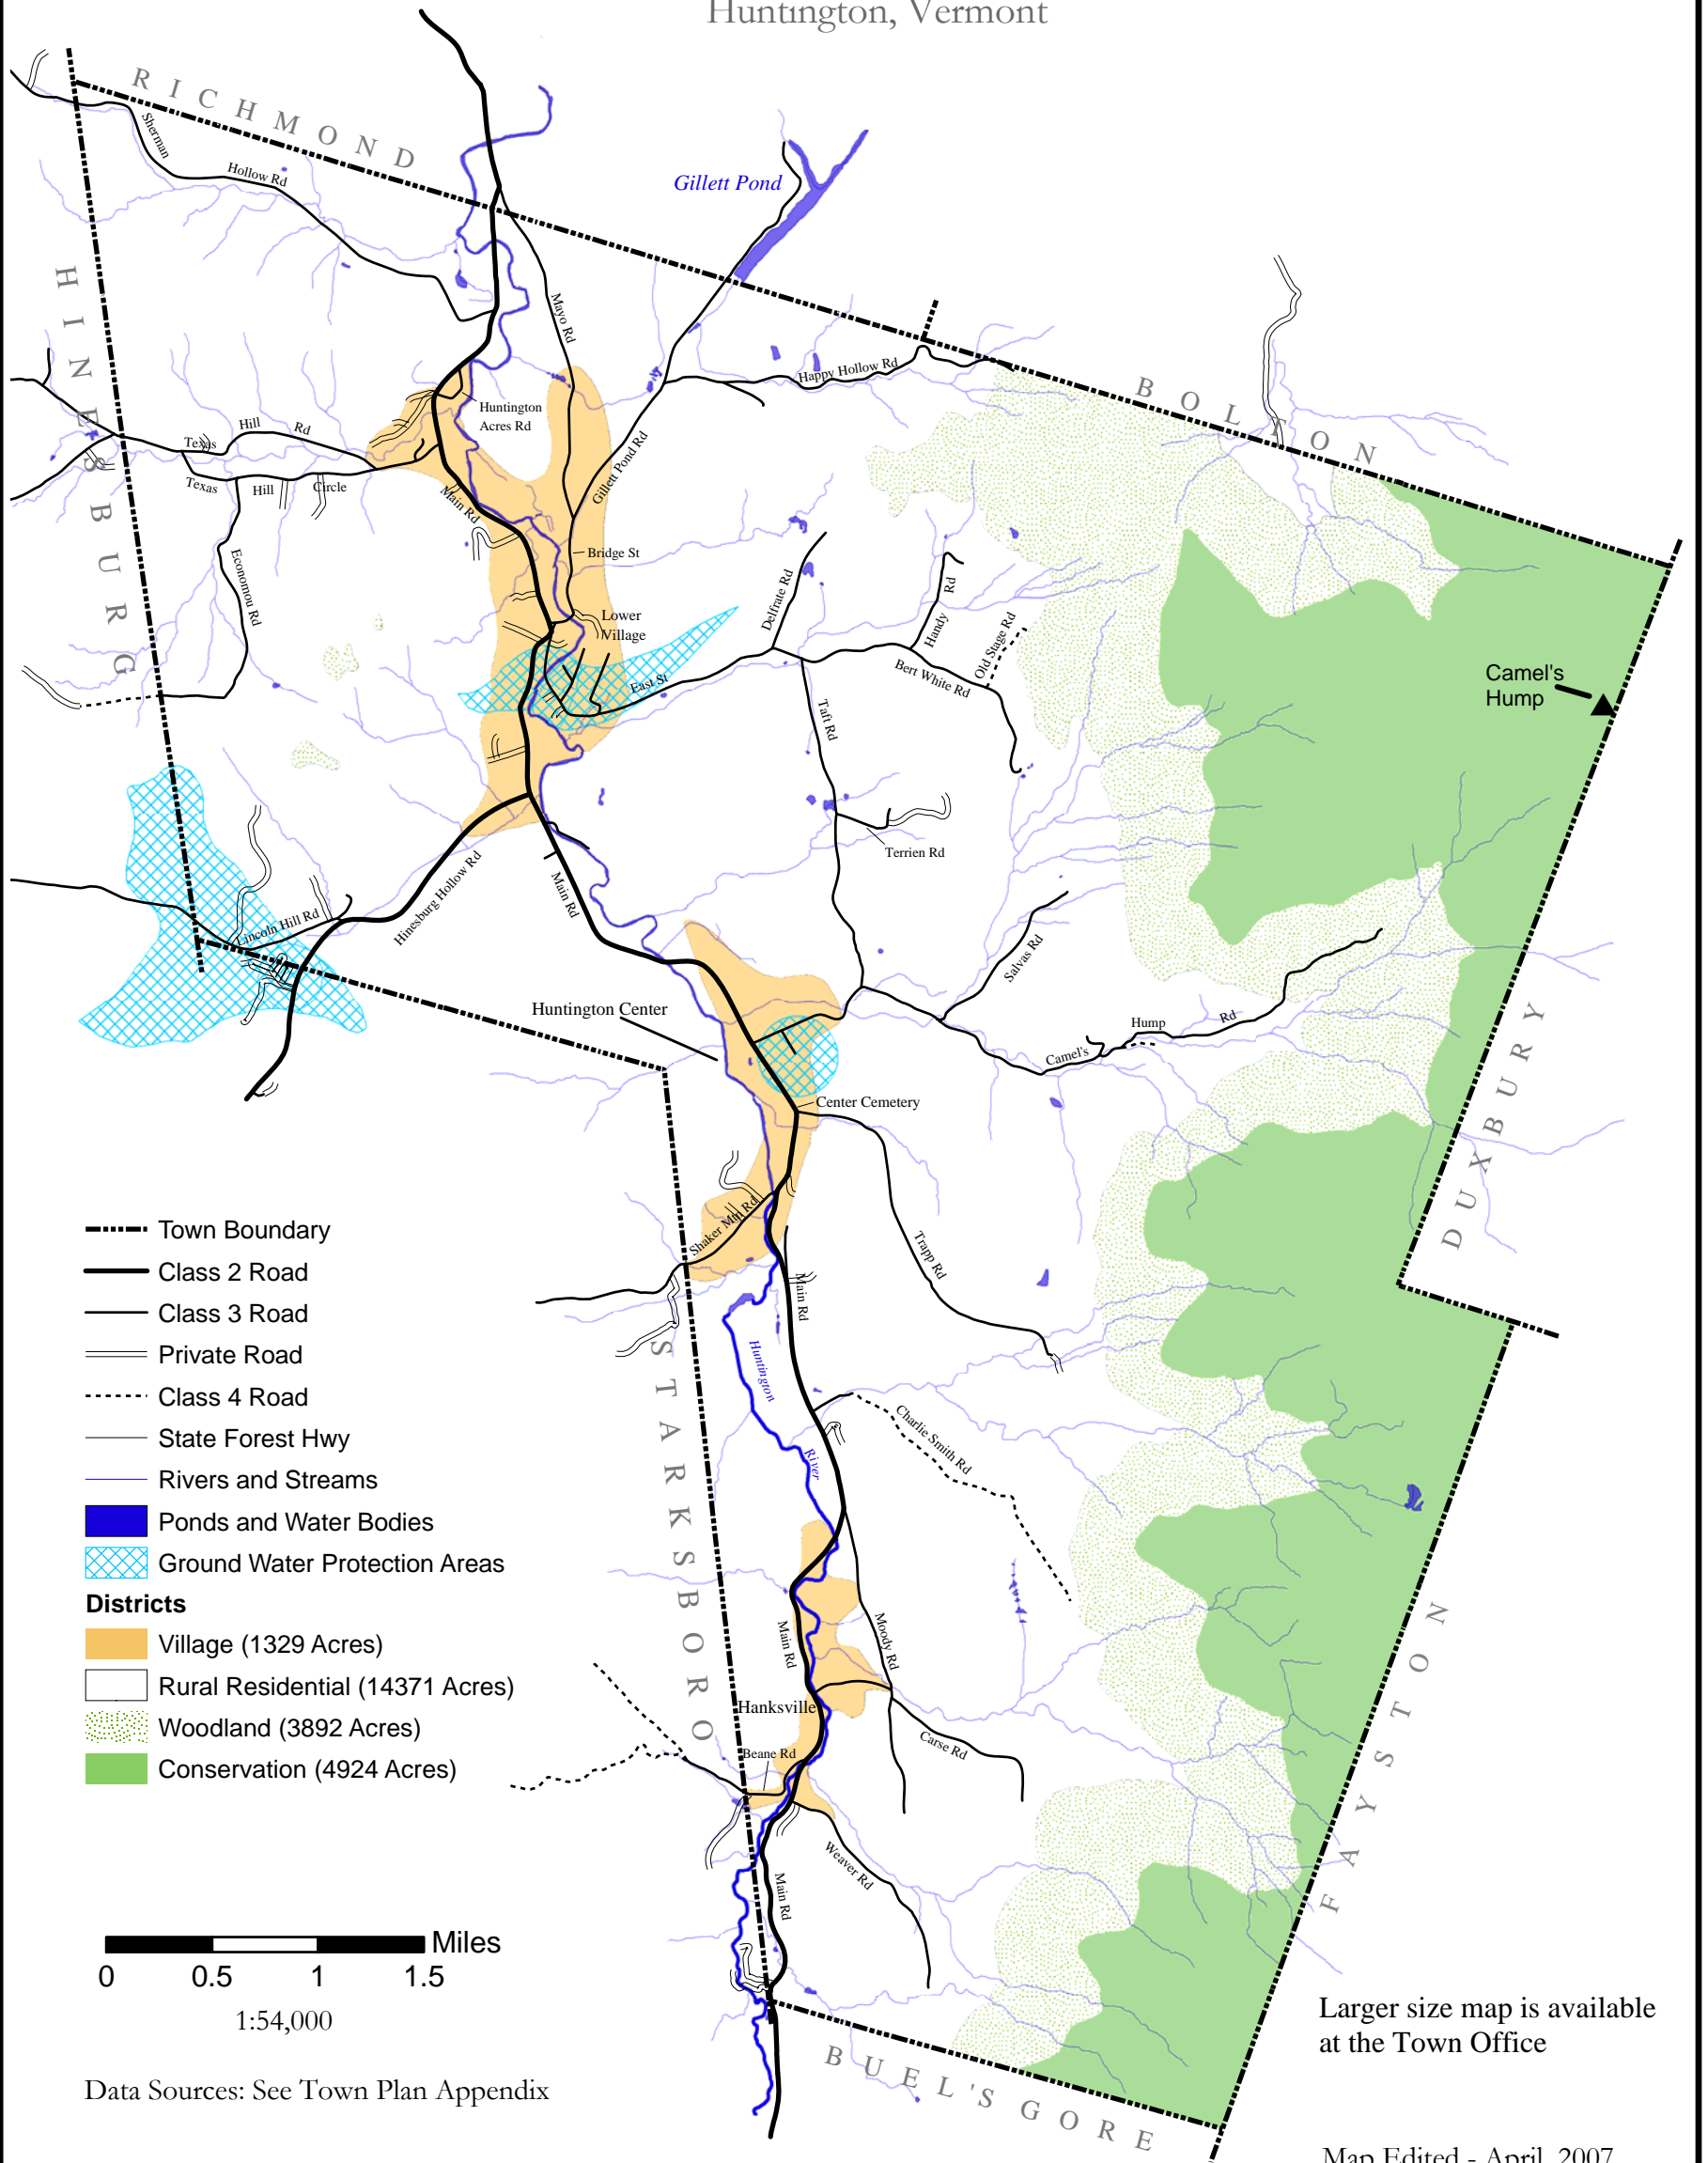 Huntington, Vermont
RICHMOND
Sherman
Hollow Rd
Gillett Pond
HINESBURG
Mayo Rd
Happy Hollow Rd
BOLTON
Huntington
Acres Rd
Texas Hill Rd
Texas Hill Circle
Gillett Pond Rd
Main Rd
Bridge St
Economou Rd
Delfrate Rd
Handy Rd
Old Stage Rd
Lower
Village
East St
Bert White Rd
Camel's
Hump
Taft Rd
Terrien Rd
Hinesburg Hollow Rd
Main Rd
Lincoln Hill Rd
Salvas Rd
Huntington Center
Camel's Hump Rd
DUXBURY
Center Cemetery
Shaker Mtn Rd
Trapp Rd
Main Rd
STARKSBORO
Huntington
River
Charlie Smith Rd
Main Rd
Moody Rd
FAYSTON
Hanksville
Beane Rd
Carse Rd
Weaver Rd
Main Rd
BUEL'S GORE
Town Boundary
Class 2 Road
Class 3 Road
Private Road
Class 4 Road
State Forest Hwy
Rivers and Streams
Ponds and Water Bodies
Ground Water Protection Areas
Districts
Village (1329 Acres)
Rural Residential (14371 Acres)
Woodland (3892 Acres)
Conservation (4924 Acres)
Miles
0 0.5 1 1.5
1:54,000
Data Sources: See Town Plan Appendix
Larger size map is available
at the Town Office
Map Edited - April, 2007